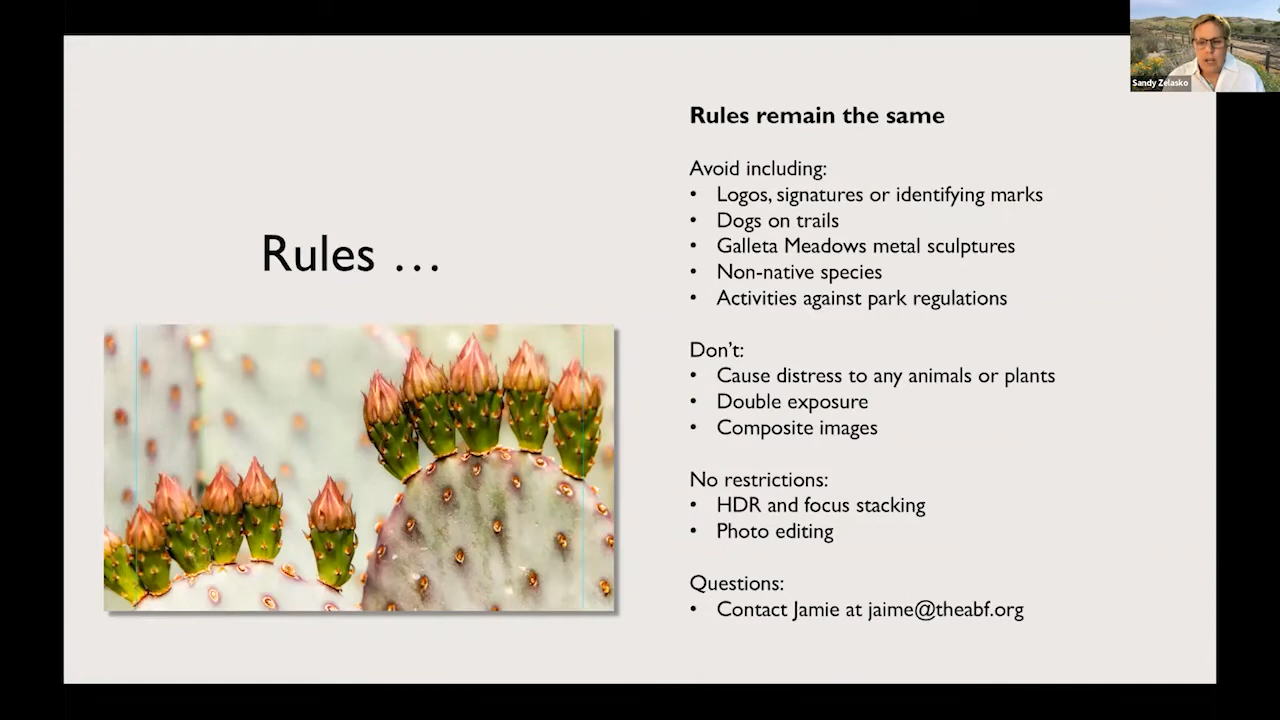 Sandy Zelasko
Rules remain the same
Avoid including:
• Logos, signatures or identifying marks
• Dogs on trails
• Galleta Meadows metal sculptures
• Non-native species
• Activities against park regulations
Rules …
Don’t:
• Cause distress to any animals or plants
• Double exposure
• Composite images
No restrictions:
• HDR and focus stacking
• Photo editing
Questions:
• Contact Jamie at jaime@theabf.org